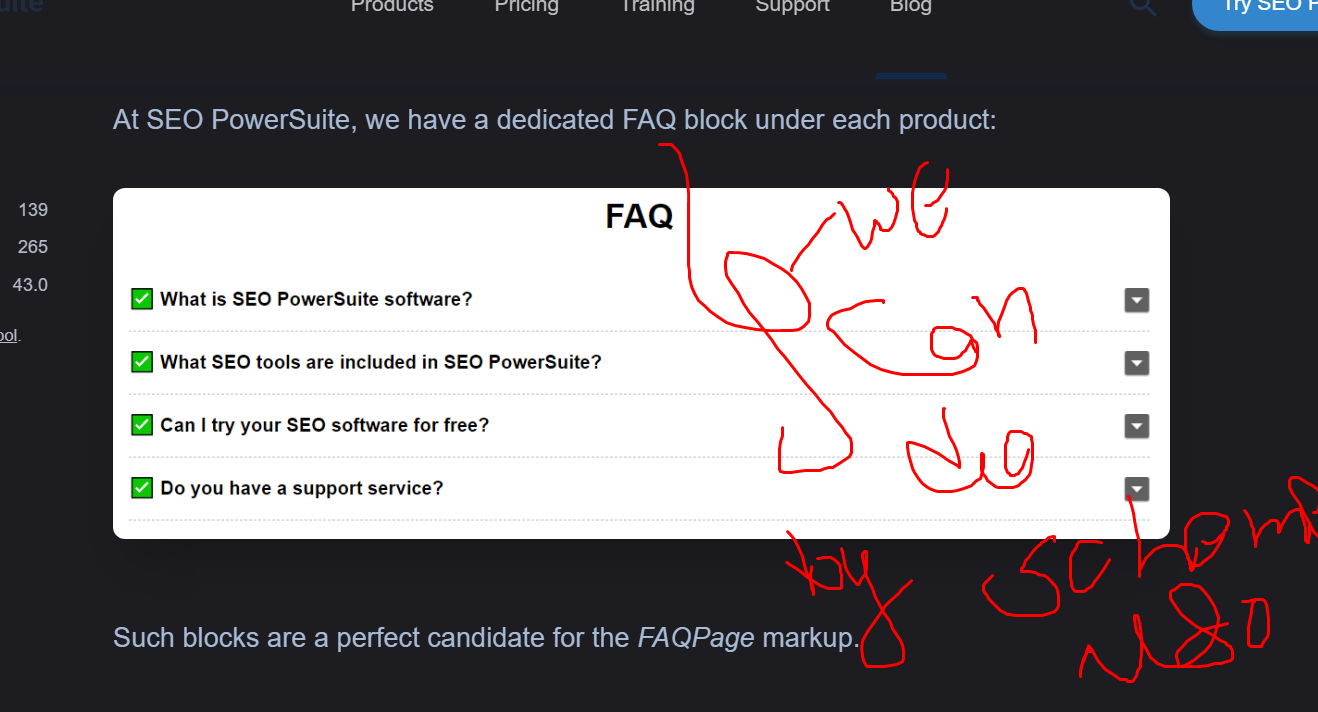 uite
Products Pricing Training Support Blog
Try SEO P
At SEO PowerSuite, we have a dedicated FAQ block under each product:
139
265
43.0
ool.
FAQ
What is SEO PowerSuite software?
What SEO tools are included in SEO PowerSuite?
Can I try your SEO software for free?
Do you have a support service?
we
Can
do
by
Schema
Such blocks are a perfect candidate for the FAQPage markup.